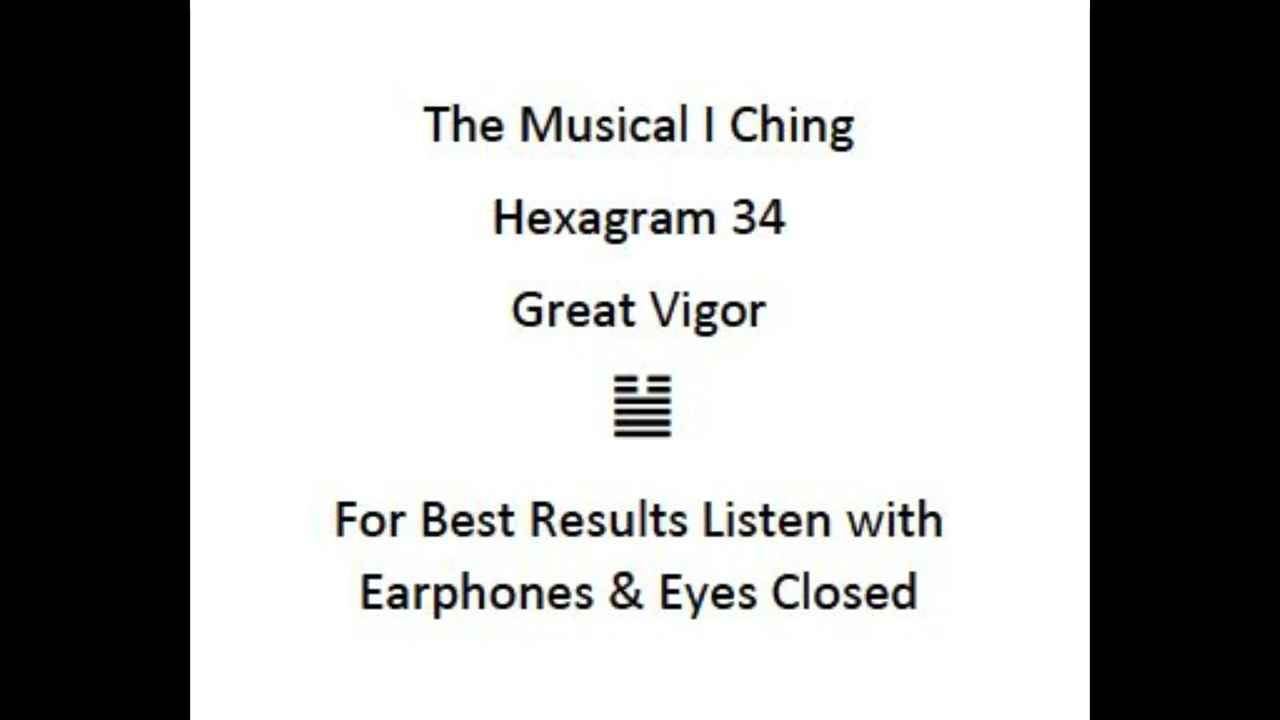 The Musical I Ching
Hexagram 34
Great Vigor
䷡
For Best Results Listen with
Earphones & Eyes Closed